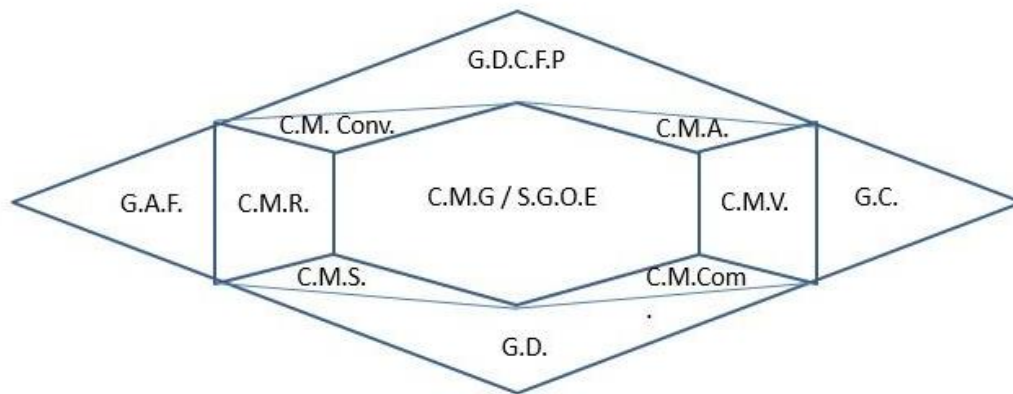 G.D.C.F.P
C.M. Conv.
C.M.A.
G.A.F.
C.M.R.
C.M.G / S.G.O.E
C.M.V.
G.C.
C.M.S.
C.M.Com
.
G.D.